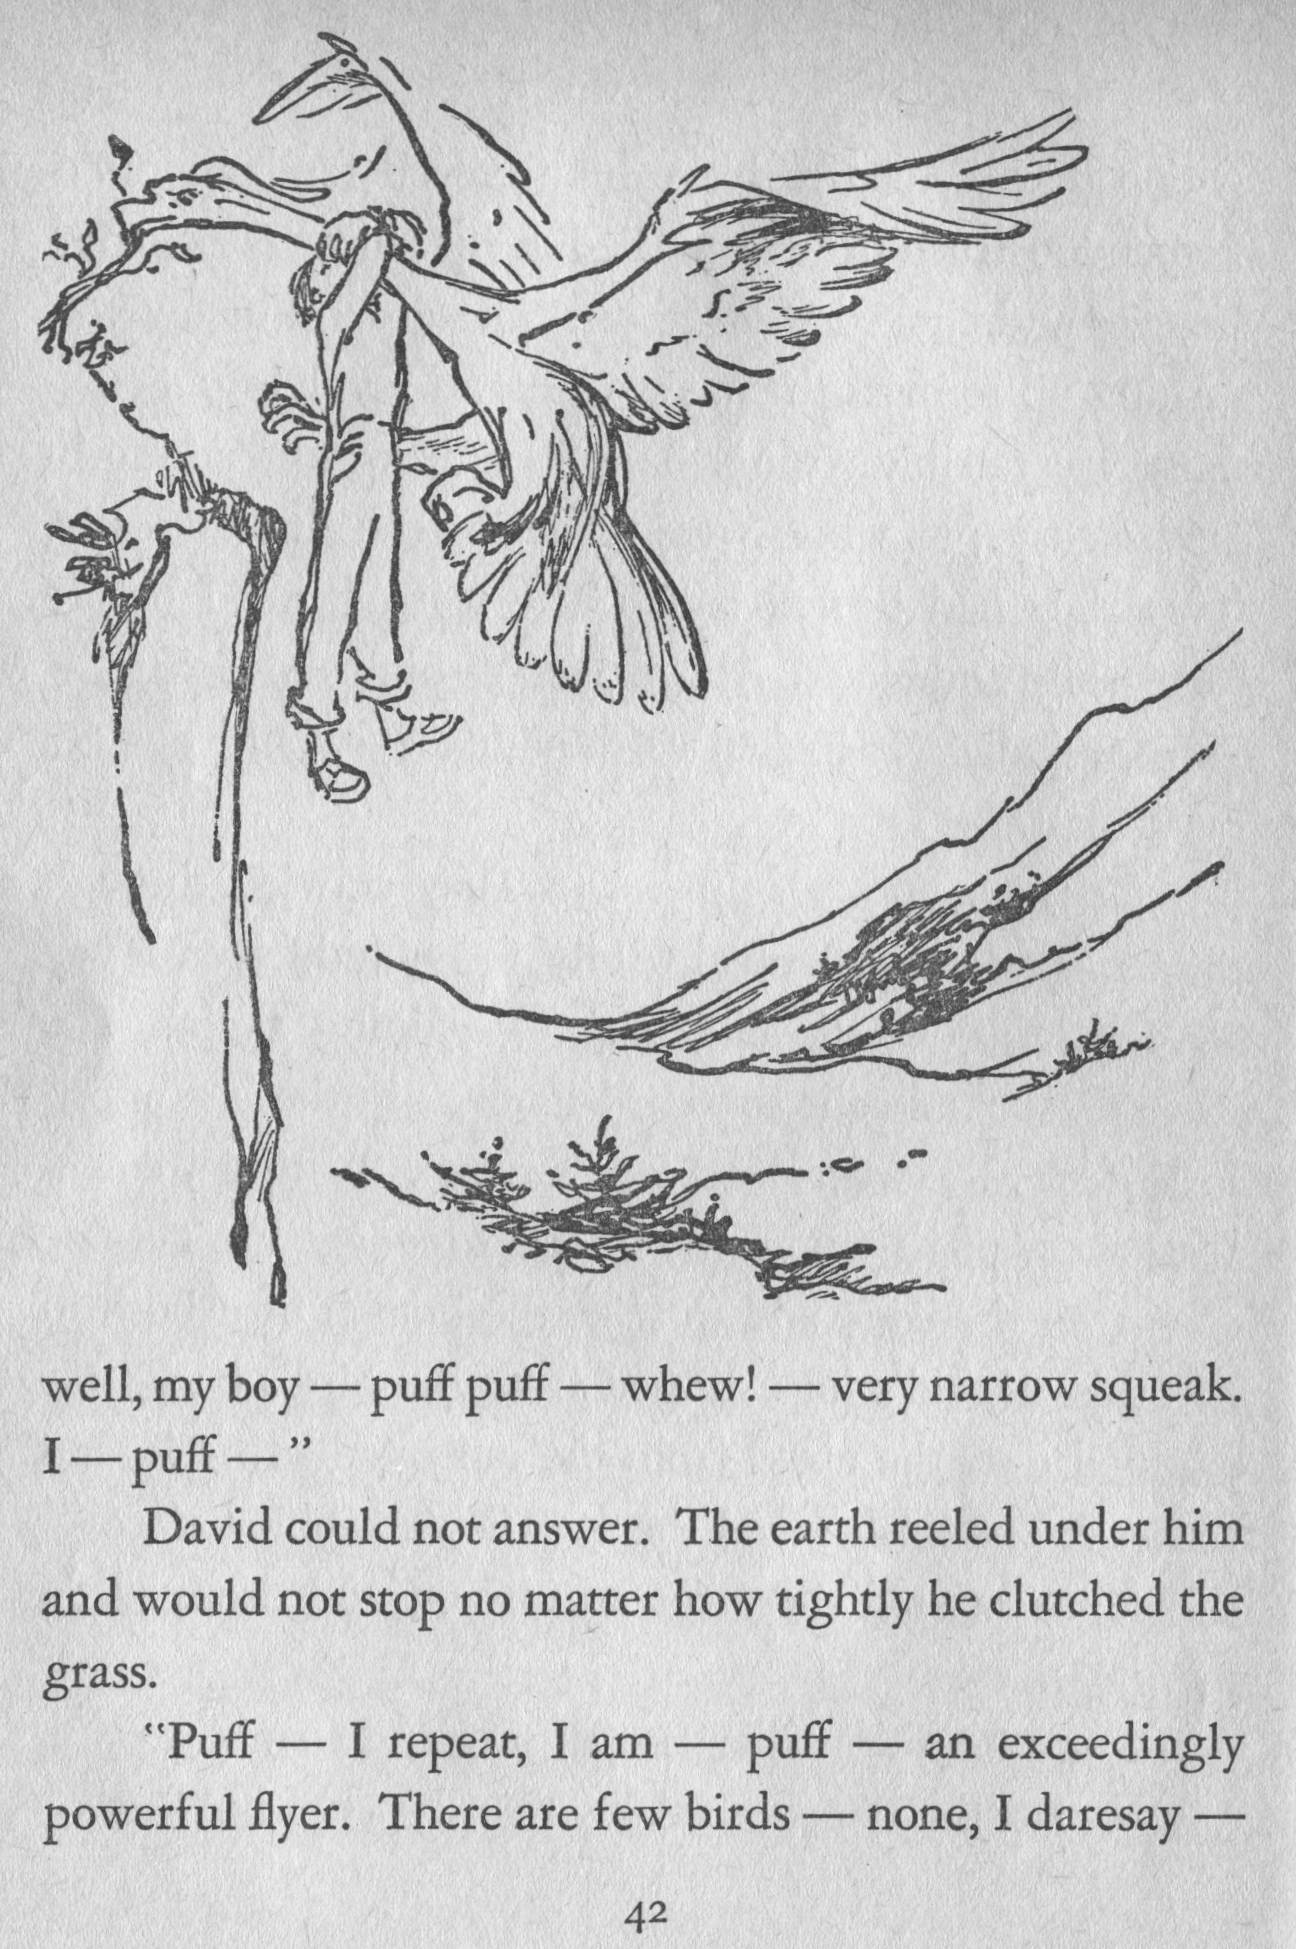 well, my boy — puff puff — whew! — very narrow squeak.
I — puff — ”
David could not answer. The earth reeled under him
and would not stop no matter how tightly he clutched the
grass.
“Puff — I repeat, I am — puff — an exceedingly
powerful flyer. There are few birds — none, I daresay —
42